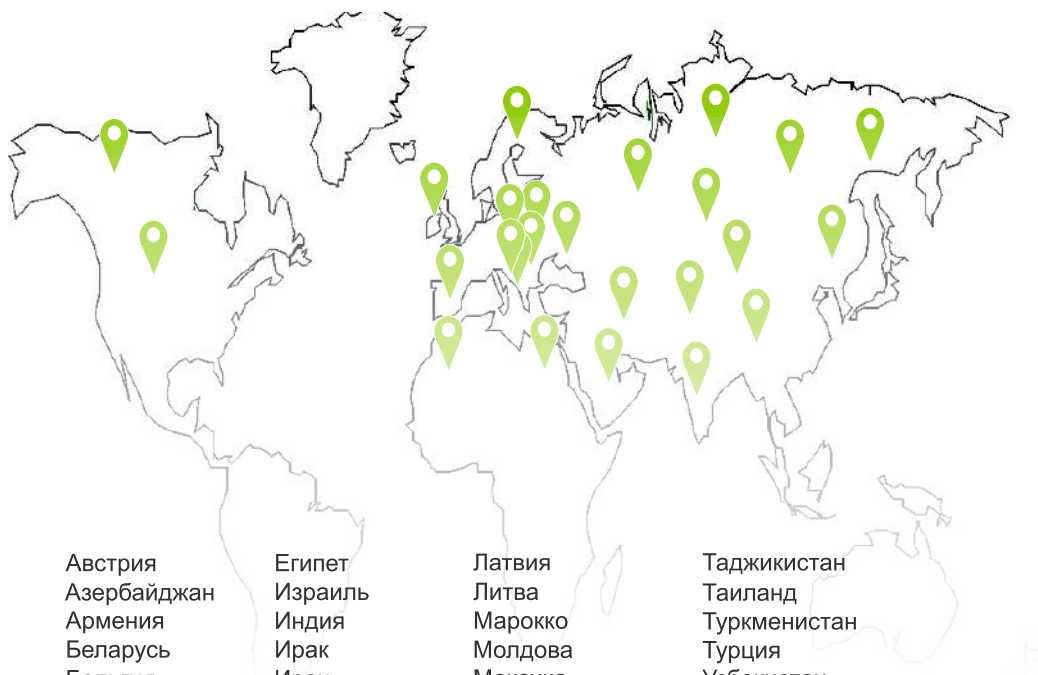 Австрия
Азербайджан
Армения
Беларусь
Египет
Израиль
Индия
Ирак
Латвия
Литва
Марокко
Молдова
Таджикистан
Таиланд
Туркменистан
Турция